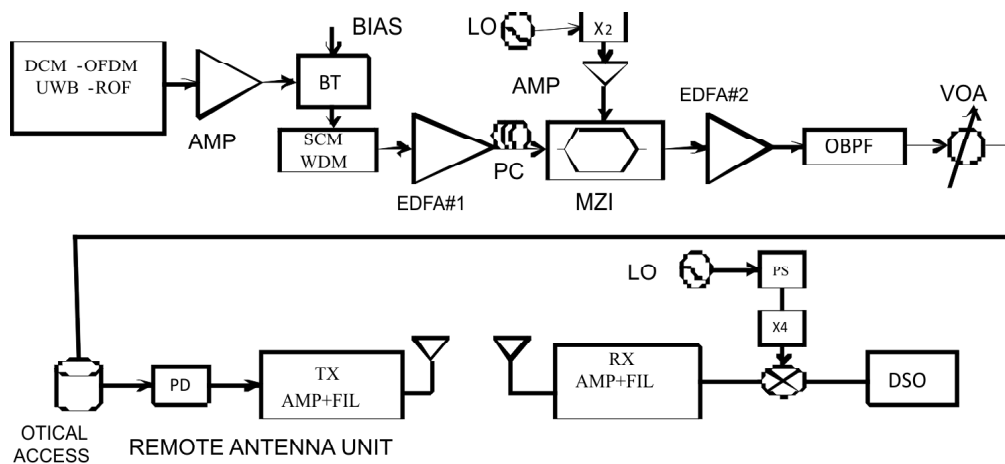 DCM -OFDM
UWB -ROF
AMP
BIAS
BT
SCM
WDM
EDFA#1
PC
LO
X2
AMP
MZI
EDFA#2
OBPF
VOA
OTICAL
ACCESS
PD
TX
AMP+FIL
REMOTE ANTENNA UNIT
RX
AMP+FIL
LO
PS
X4
DSO